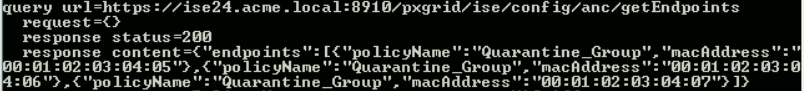 query url=https://ise24.acme.local:8910/pxgrid/ise/config/anc/getEndpoints
request={}
response status=200
response content={"endpoints":[{"policyName":"Quarantine_Group","macAddress":"
00:01:02:03:04:05"},{"policyName":"Quarantine_Group","macAddress":"00:01:02:03:0
4:06"},{"policyName":"Quarantine_Group","macAddress":"00:01:02:03:04:07"}]}